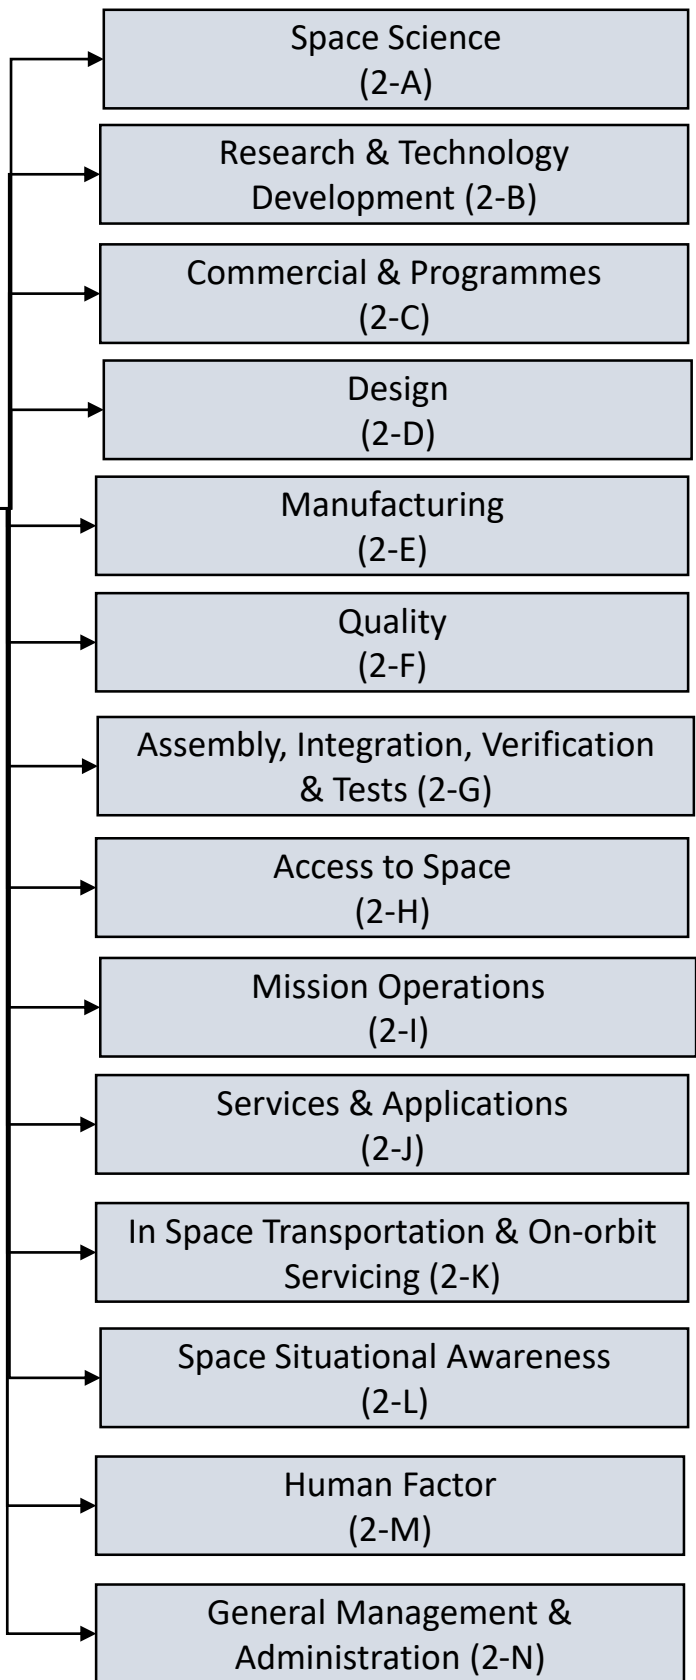 Space Science
(2-A)
Research & Technology
Development (2-B)
Commercial & Programmes
(2-C)
Design
(2-D)
Manufacturing
(2-E)
Quality
(2-F)
Assembly, Integration, Verification
& Tests (2-G)
Access to Space
(2-H)
Mission Operations
(2-I)
Services & Applications
(2-J)
In Space Transportation & On-orbit
Servicing (2-K)
Space Situational Awareness
(2-L)
Human Factor
(2-M)
General Management &
Administration (2-N)